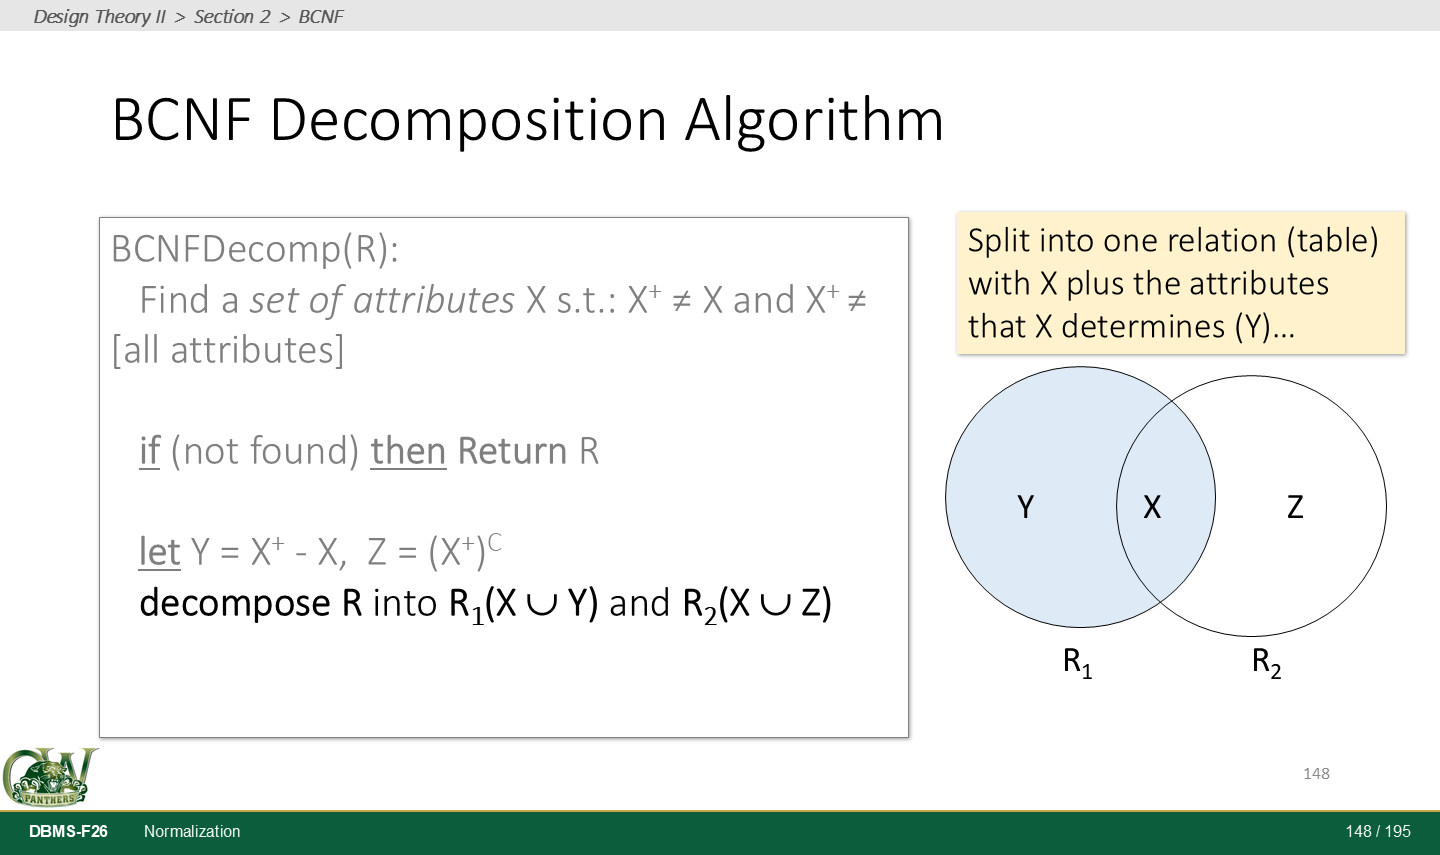 Design Theory II > Section 2 > BCNF
BCNF Decomposition Algorithm
BCNFDecomp(R):
Find a set of attributes X s.t.: X⁺ ≠ X and X⁺ ≠
[all attributes]
if (not found) then Return R
let Y = X⁺ - X, Z = (X⁺)ᶜ
decompose R into R₁(X ∪ Y) and R₂(X ∪ Z)
Split into one relation (table)
with X plus the attributes
that X determines (Y)...
Y X Z
R₁ R₂
148
OW
PANTHERS
DBMS-F26 Normalization 148 / 195